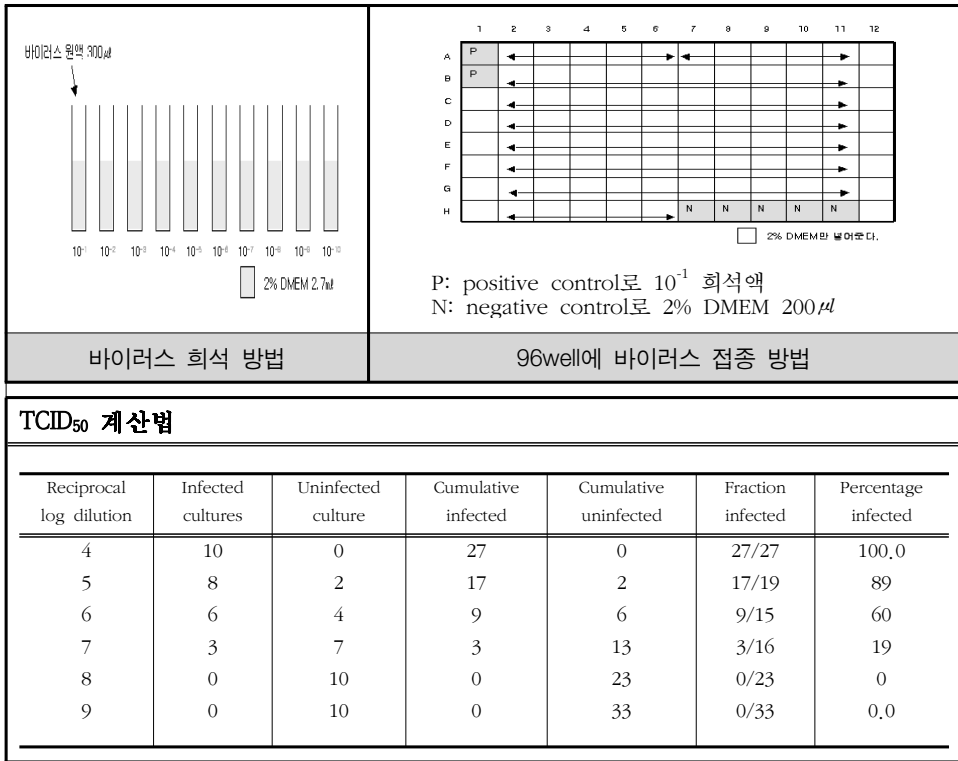 바이러스 원액 300㎕
10⁻¹ 10⁻² 10⁻³ 10⁻⁴ 10⁻⁵ 10⁻⁶ 10⁻⁷ 10⁻⁸ 10⁻⁹ 10⁻¹⁰
2% DMEM 2.7㎖
1 2 3 4 5 6 7 8 9 10 11 12
A P
B P
C
D
E
F
G
H N N N N N
2% DMEM만 넣어준다.
P: positive control로 10⁻¹ 희석액
N: negative control로 2% DMEM 200㎕
바이러스 희석 방법 96well에 바이러스 접종 방법
TCID₅₀ 계산법
Reciprocal Infected Uninfected Cumulative Cumulative Fraction Percentage
log dilution cultures culture infected uninfected infected infected
4 10 0 27 0 27/27 100.0
5 8 2 17 2 17/19 89
6 6 4 9 6 9/15 60
7 3 7 3 13 3/16 19
8 0 10 0 23 0/23 0
9 0 10 0 33 0/33 0.0